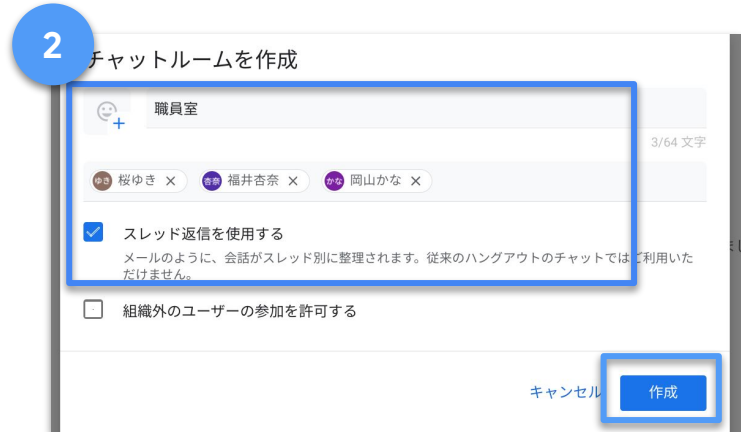 2
チャットルームを作成
職員室
3/64 文字
ゆき 桜ゆき × 杏奈 福井杏奈 × かな 岡山かな ×
スレッド返信を使用する
メールのように、会話がスレッド別に整理されます。従来のハングアウトのチャットではご利用いた
だけません。
組織外のユーザーの参加を許可する
キャンセル 作成